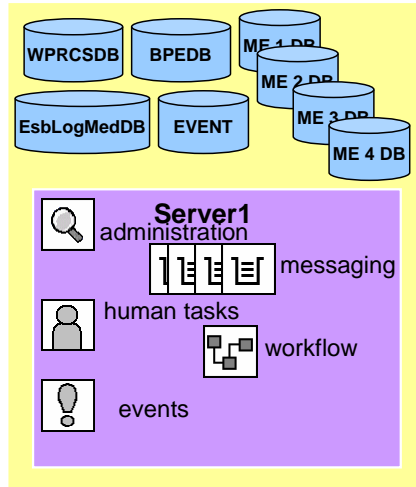 WPRCSDB
BPEDB
ME 1 DB
ME 2 DB
ME 3 DB
ME 4 DB
EsbLogMedDB
EVENT
Server1
administration
messaging
human tasks
workflow
events